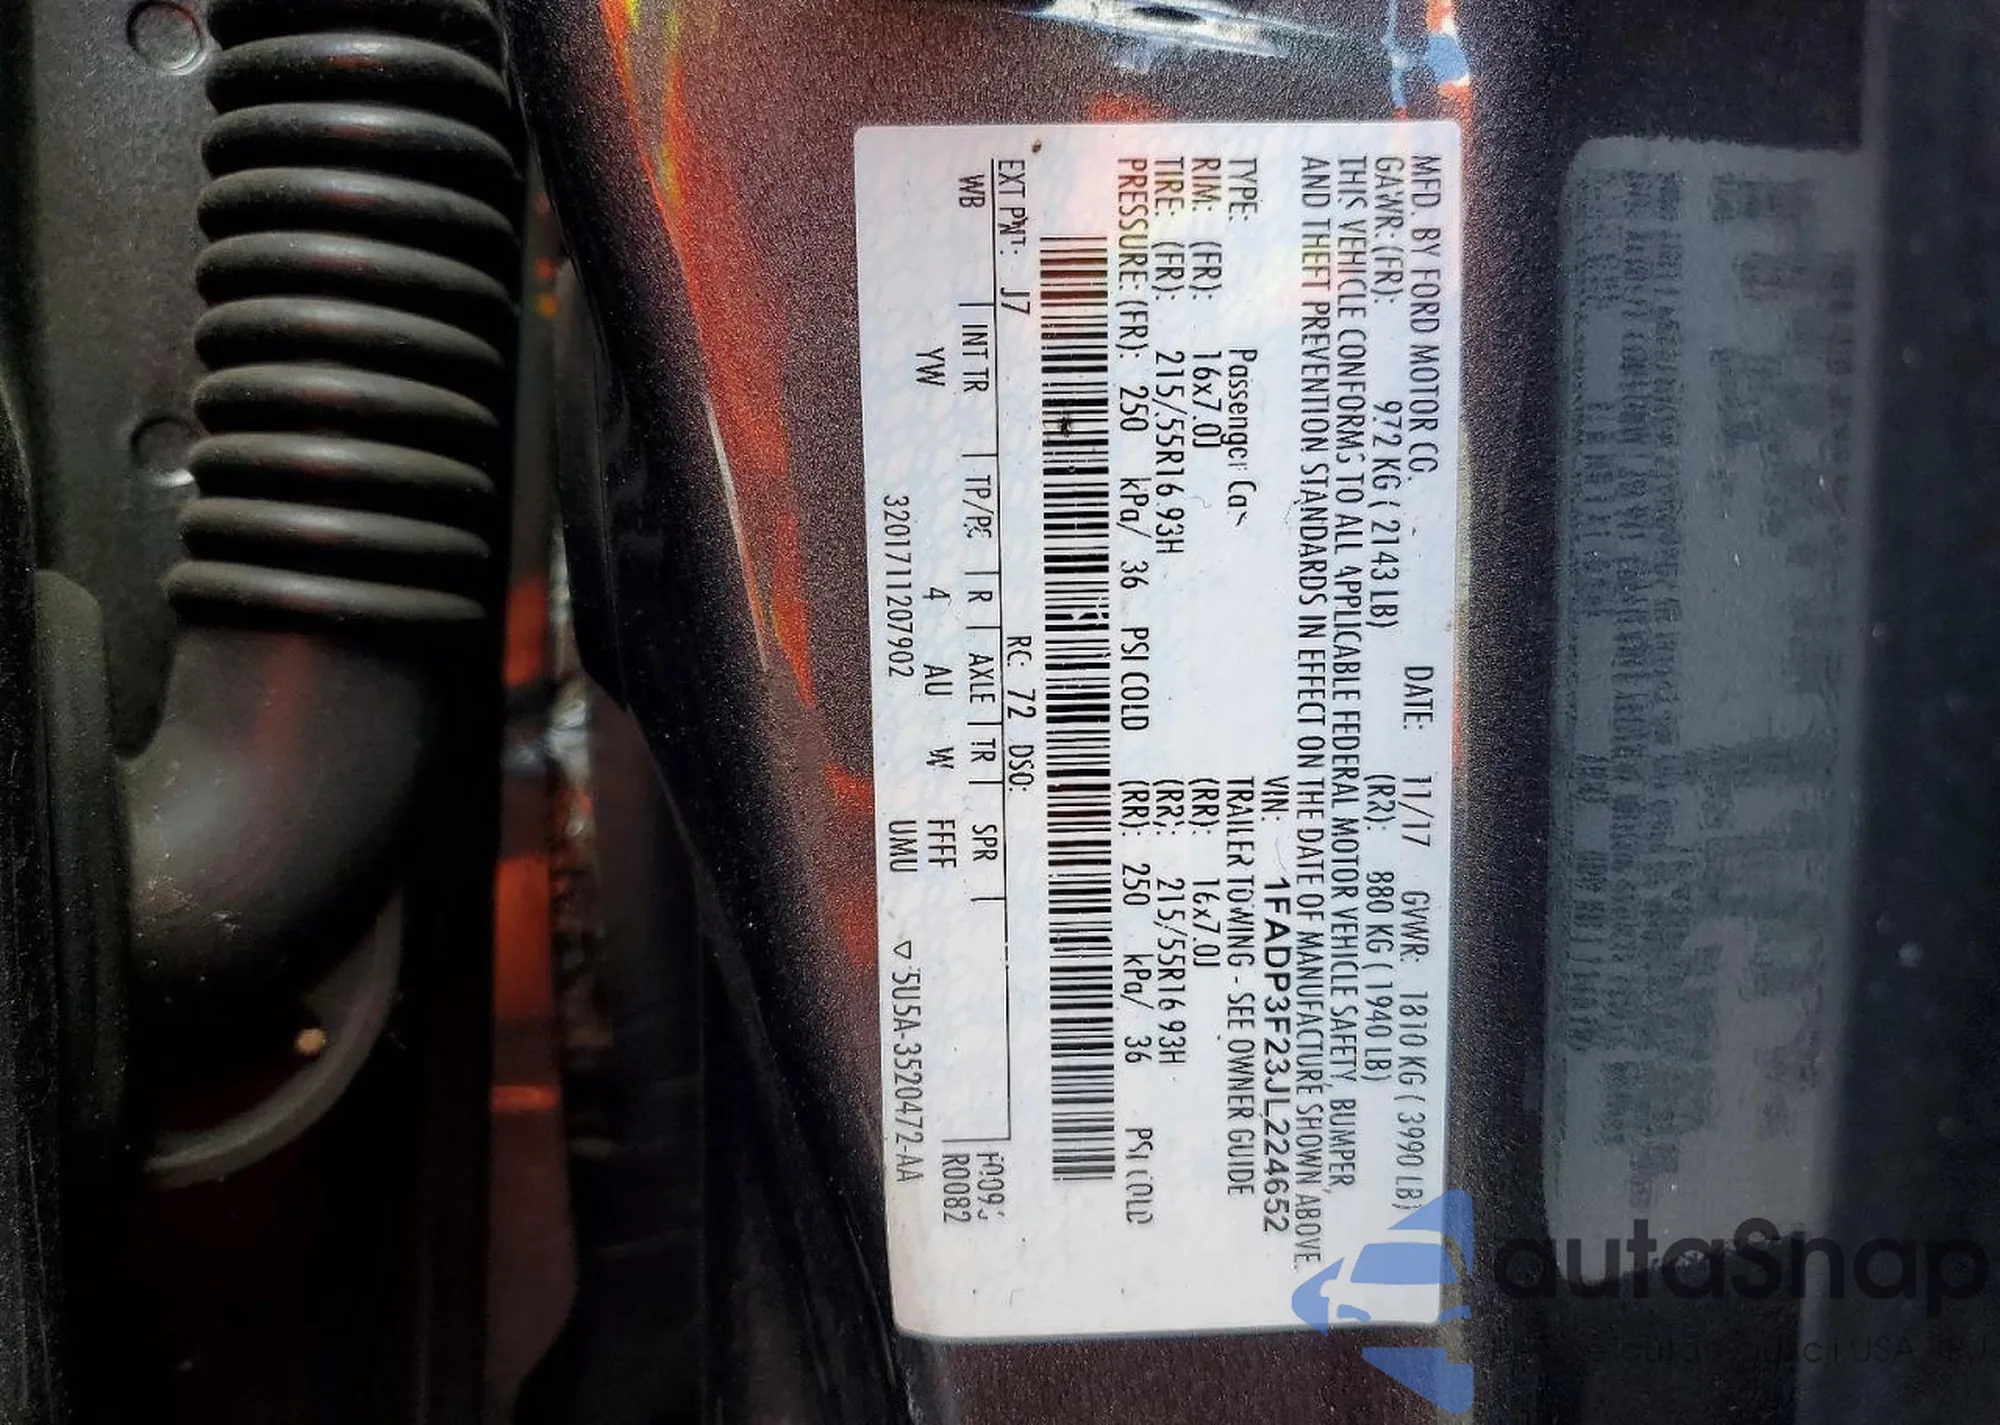 MFD. BY FORD MOTOR CO. DATE: 11/17 GVWR: 1810 KG ( 3990 LB)
GAWR: (FR): 972 KG ( 2143 LB) (RR): 880 KG ( 1940 LB)
THIS VEHICLE CONFORMS TO ALL APPLICABLE FEDERAL MOTOR VEHICLE SAFETY, BUMPER,
AND THEFT PREVENTION STANDARDS IN EFFECT ON THE DATE OF MANUFACTURE SHOWN ABOVE.
VIN: 1FADP3F23JL224652
TYPE: Passenger Car TRAILER TOWING - SEE OWNER GUIDE
RIM: (FR): 16x7.0J (RR): 16x7.0J
TIRE: (FR): 215/55R16 93H (RR): 215/55R16 93H
PRESSURE: (FR): 250 kPa/ 36 PSI COLD (RR): 250 kPa/ 36 PSI COLD
EXT PNT: J7 RC: 72 DSO:
WB INT TR TP/PS R AXLE TR SPR
YW 4 AU W FFFF R0082
3201711207902 UMU ▽5U5A-3520472-AA
autaSnap